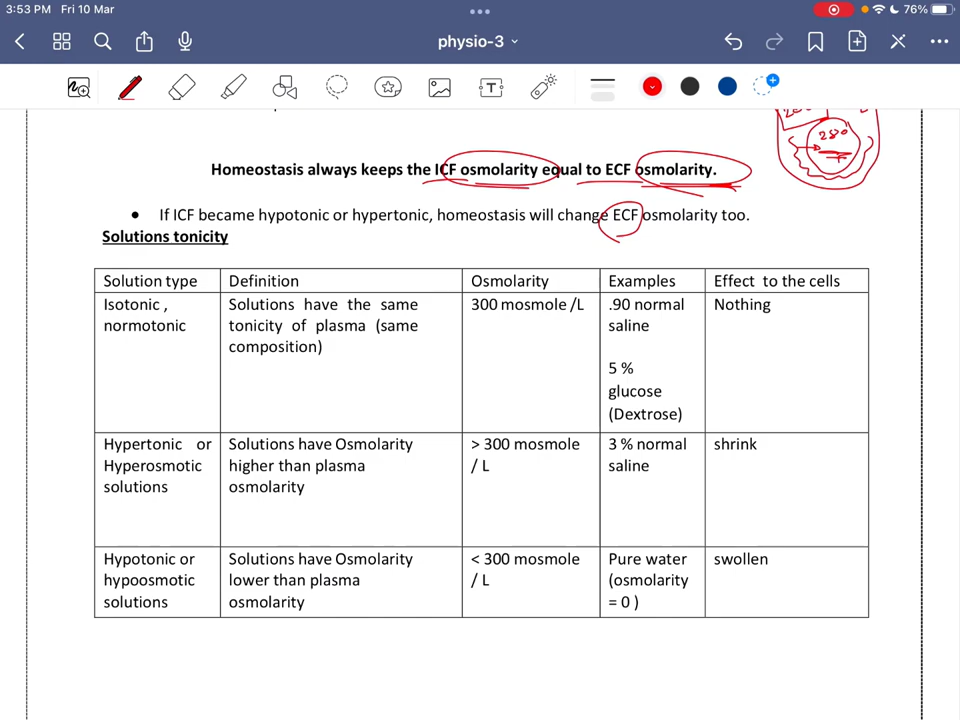 3:53 PM Fri 10 Mar
76%
physio-3
T
Homeostasis always keeps the ICF osmolarity equal to ECF osmolarity.
• If ICF became hypotonic or hypertonic, homeostasis will change ECF osmolarity too.
Solutions tonicity
Solution type Definition Osmolarity Examples Effect to the cells
Isotonic , Solutions have the same 300 mosmole /L .90 normal Nothing
normotonic tonicity of plasma (same saline
composition)
5 %
glucose
(Dextrose)
Hypertonic or Solutions have Osmolarity > 300 mosmole 3 % normal shrink
Hyperosmotic higher than plasma / L saline
solutions osmolarity
Hypotonic or Solutions have Osmolarity < 300 mosmole Pure water swollen
hypoosmotic lower than plasma / L (osmolarity
solutions osmolarity = 0 )